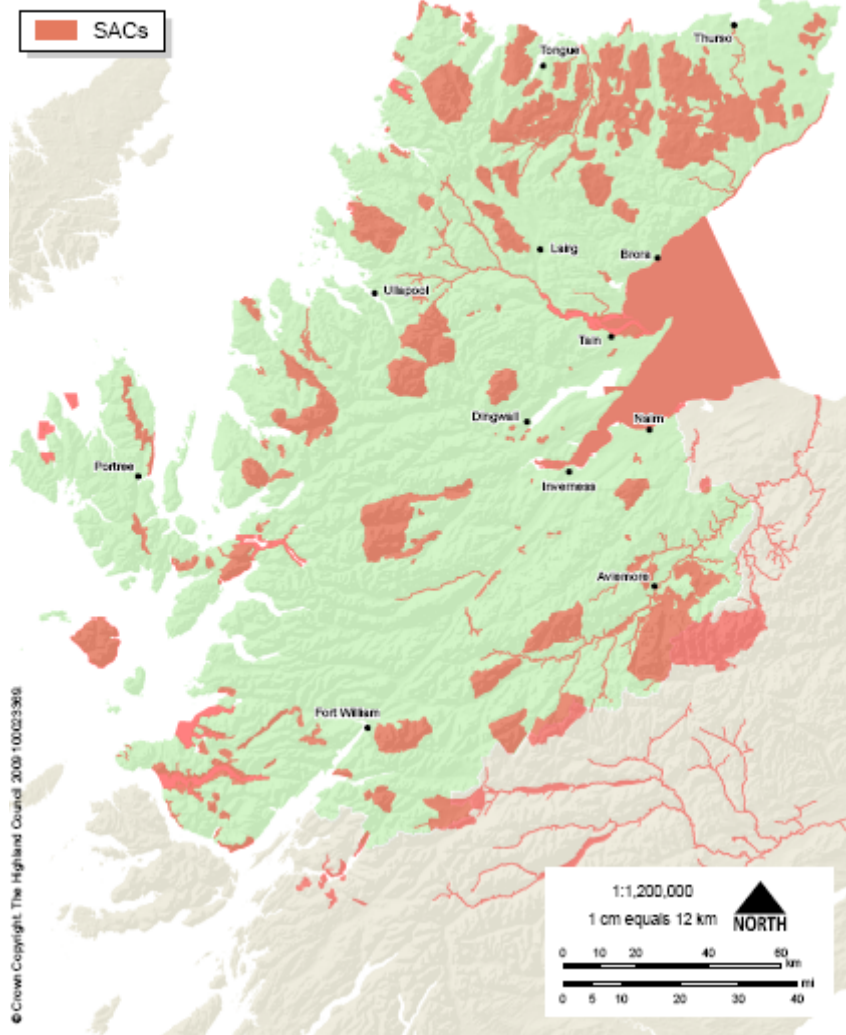 SACs
Thurso
Tongue
Lairg
Brora
Ullapool
Tain
Dingwall
Nairn
Portree
Inverness
Aviemore
Fort William
© Crown Copyright. The Highland Council 2009 100023369.
1:1,200,000
1 cm equals 12 km
NORTH
0 10 20 40 60
km
mi
0 5 10 20 30 40